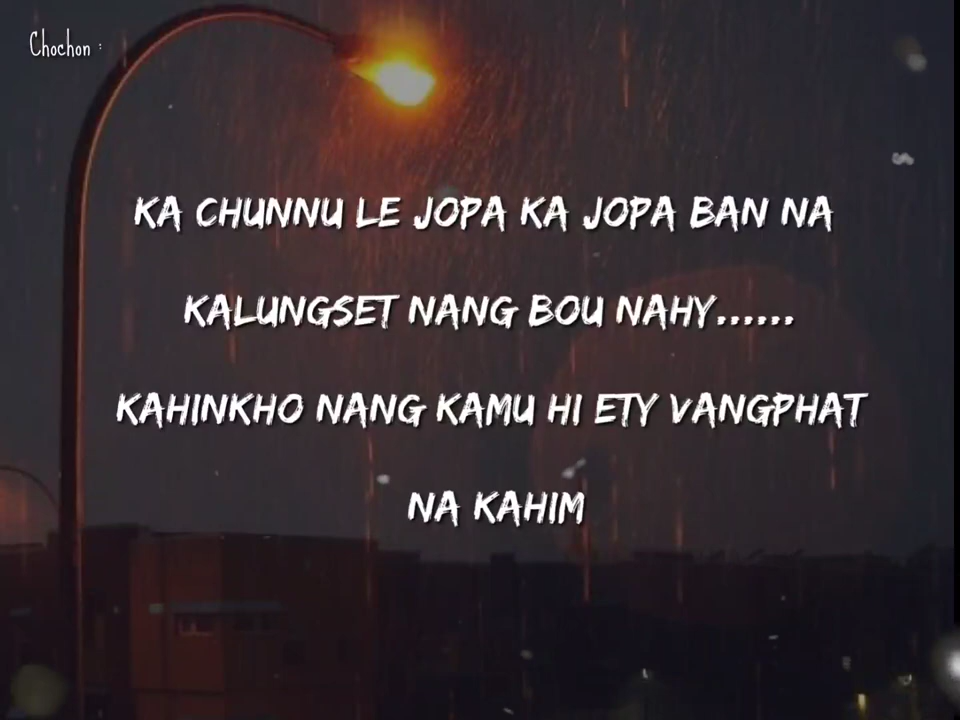 Chochon :
KA CHUNNU LE JOPA KA JOPA BAN NA
KALUNGSET NANG BOU NAHY......
KAHINKHO NANG KAMU HI ETY VANGPHAT
NA KAHIM